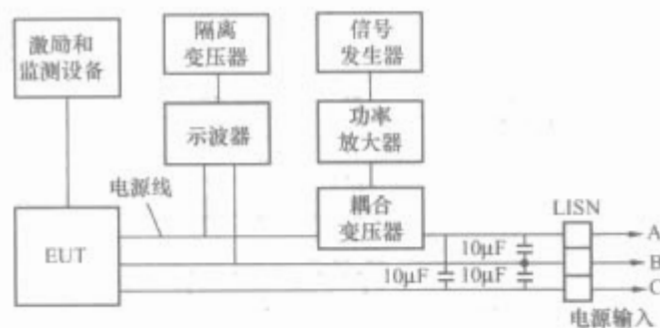 激励和
监测设备
隔离
变压器
信号
发生器
示波器
功率
放大器
电源线
耦合
变压器
LISN
EUT
10μF
10μF
10μF
A
B
C
电源输入